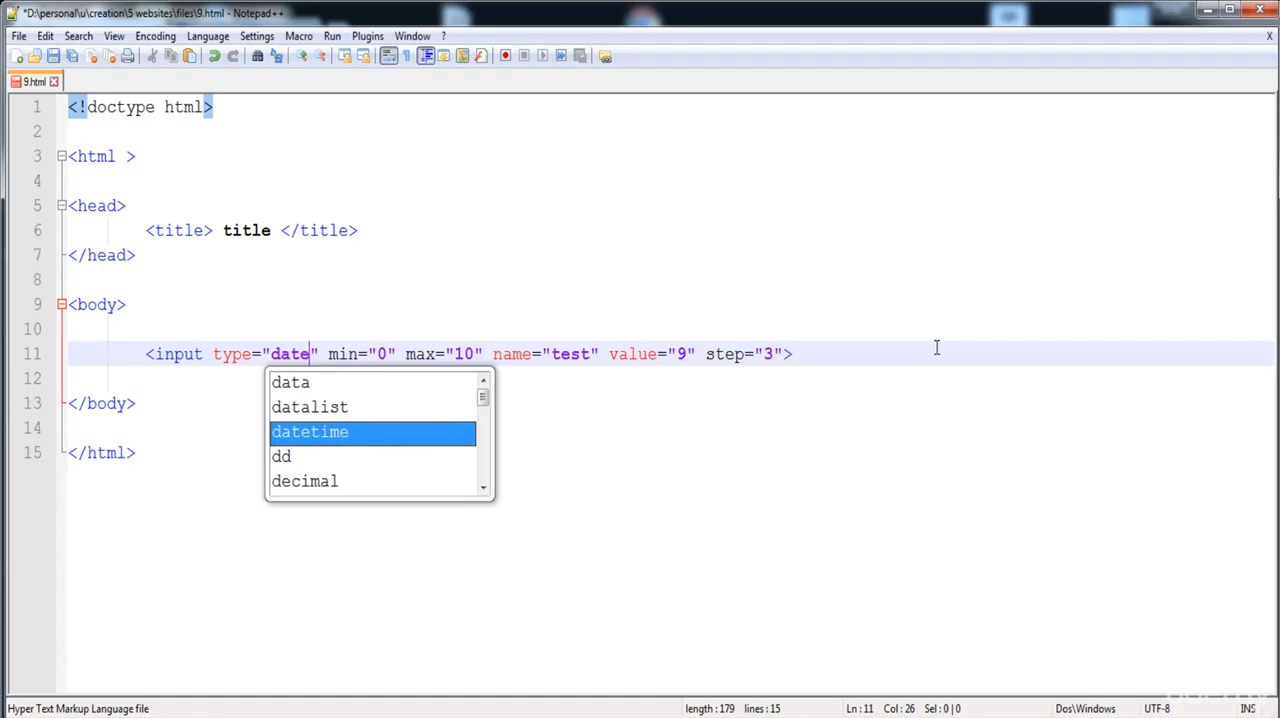 *D:\personal\u\creation\5 websites\files\9.html - Notepad++
File Edit Search View Encoding Language Settings Macro Run Plugins Window ? X
9.html
1 <!doctype html>
2
3 <html >
4
5 <head>
6 <title> title </title>
7 </head>
8
9 <body>
10
11 <input type="date" min="0" max="10" name="test" value="9" step="3">
12
data
datalist
datetime
dd
decimal
13 </body>
14
15 </html>
Hyper Text Markup Language file length : 179 lines : 15 Ln : 11 Col : 26 Sel : 0 | 0 Dos\Windows UTF-8 INS